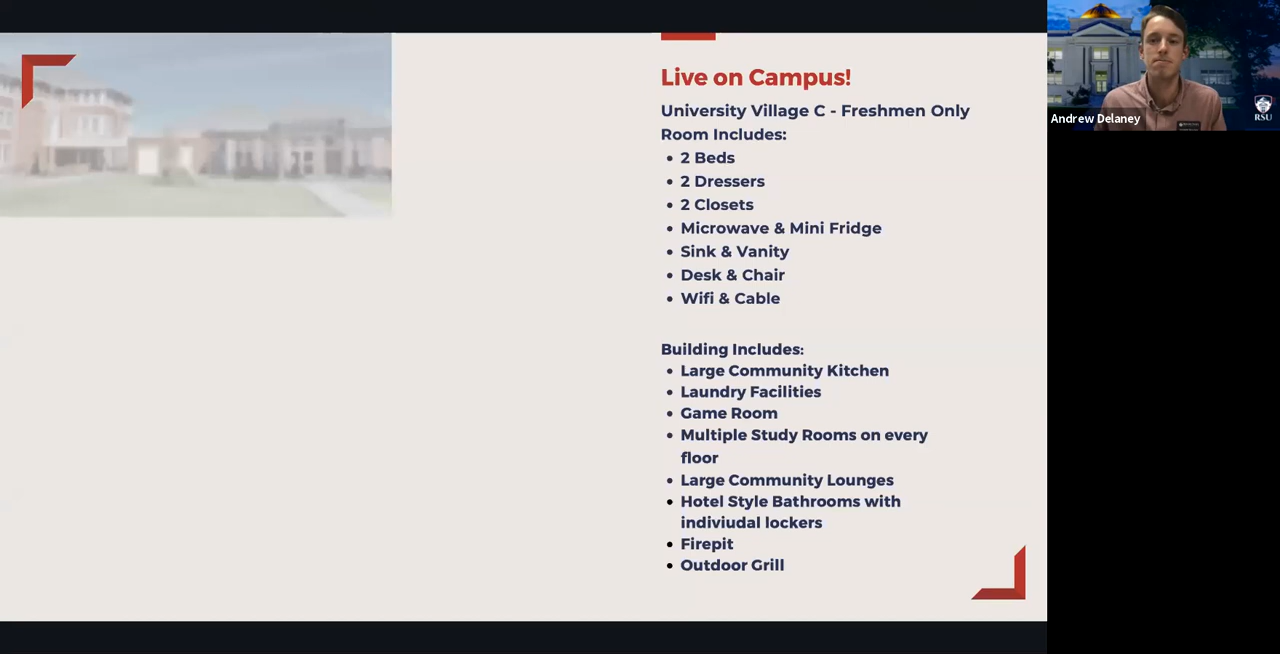 Live on Campus!
University Village C - Freshmen Only
Room Includes:
• 2 Beds
• 2 Dressers
• 2 Closets
• Microwave & Mini Fridge
• Sink & Vanity
• Desk & Chair
• Wifi & Cable
Building Includes:
• Large Community Kitchen
• Laundry Facilities
• Game Room
• Multiple Study Rooms on every
floor
• Large Community Lounges
• Hotel Style Bathrooms with
indiviudal lockers
• Firepit
• Outdoor Grill
Andrew Delaney
RSU